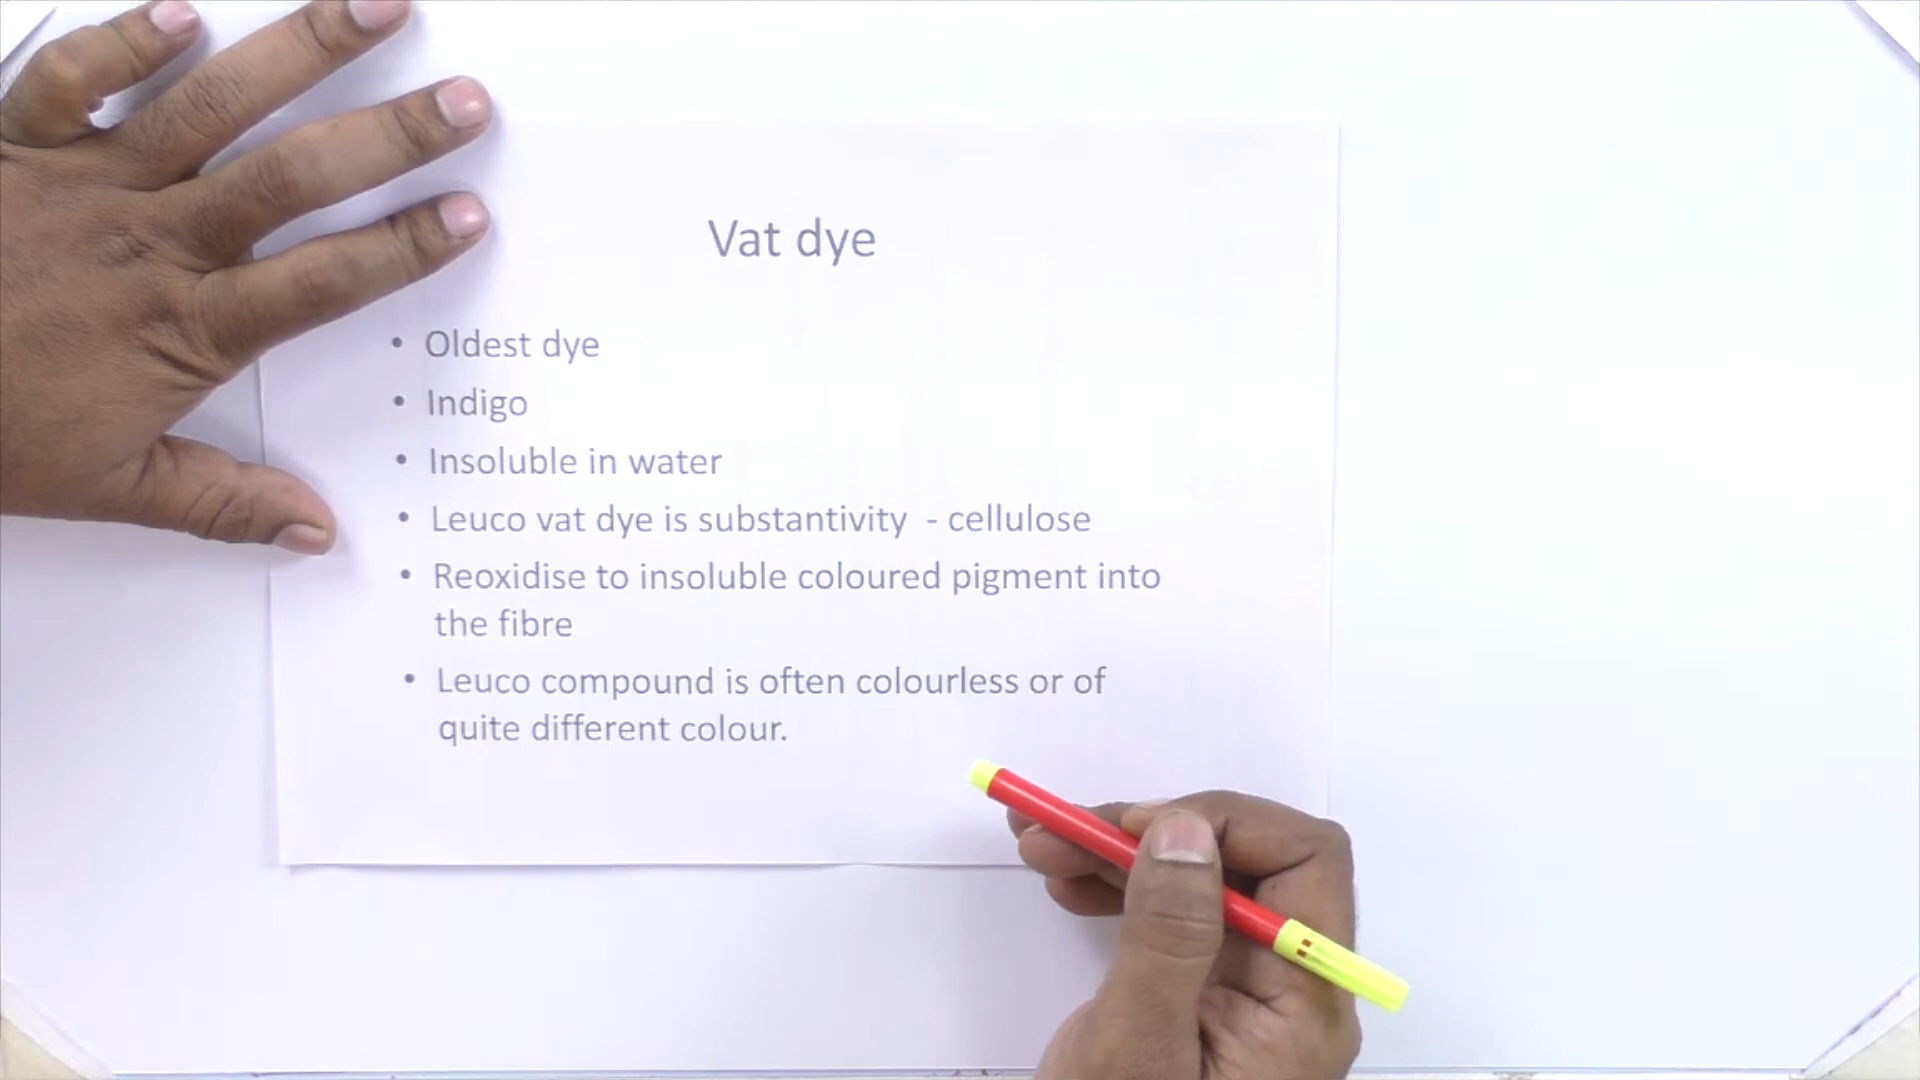 Vat dye
• Oldest dye
• Indigo
• Insoluble in water
• Leuco vat dye is substantivity - cellulose
• Reoxidise to insoluble coloured pigment into
the fibre
• Leuco compound is often colourless or of
quite different colour.